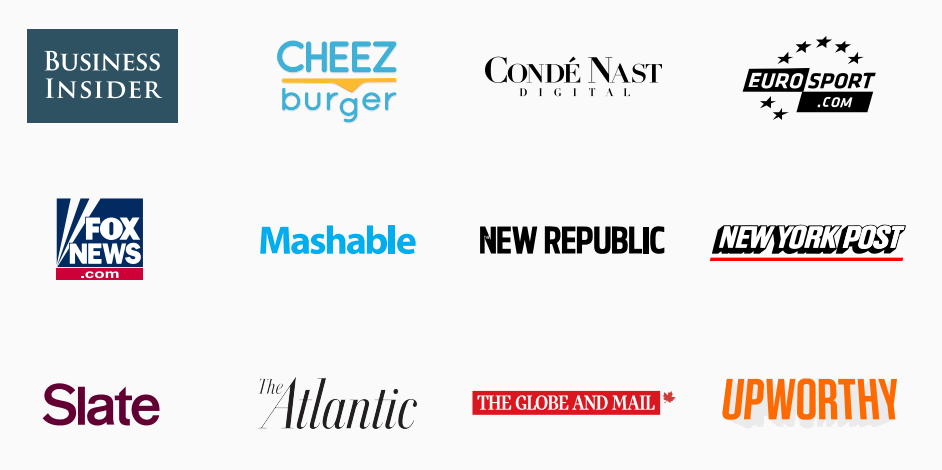 BUSINESS
INSIDER
CHEEZ
burger
CONDÉ NAST
DIGITAL
EUROSPORT
.COM
FOX
NEWS
.com
Mashable
NEW REPUBLIC
NEW YORK POST
Slate
The Atlantic
THE GLOBE AND MAIL
UPWORTHY